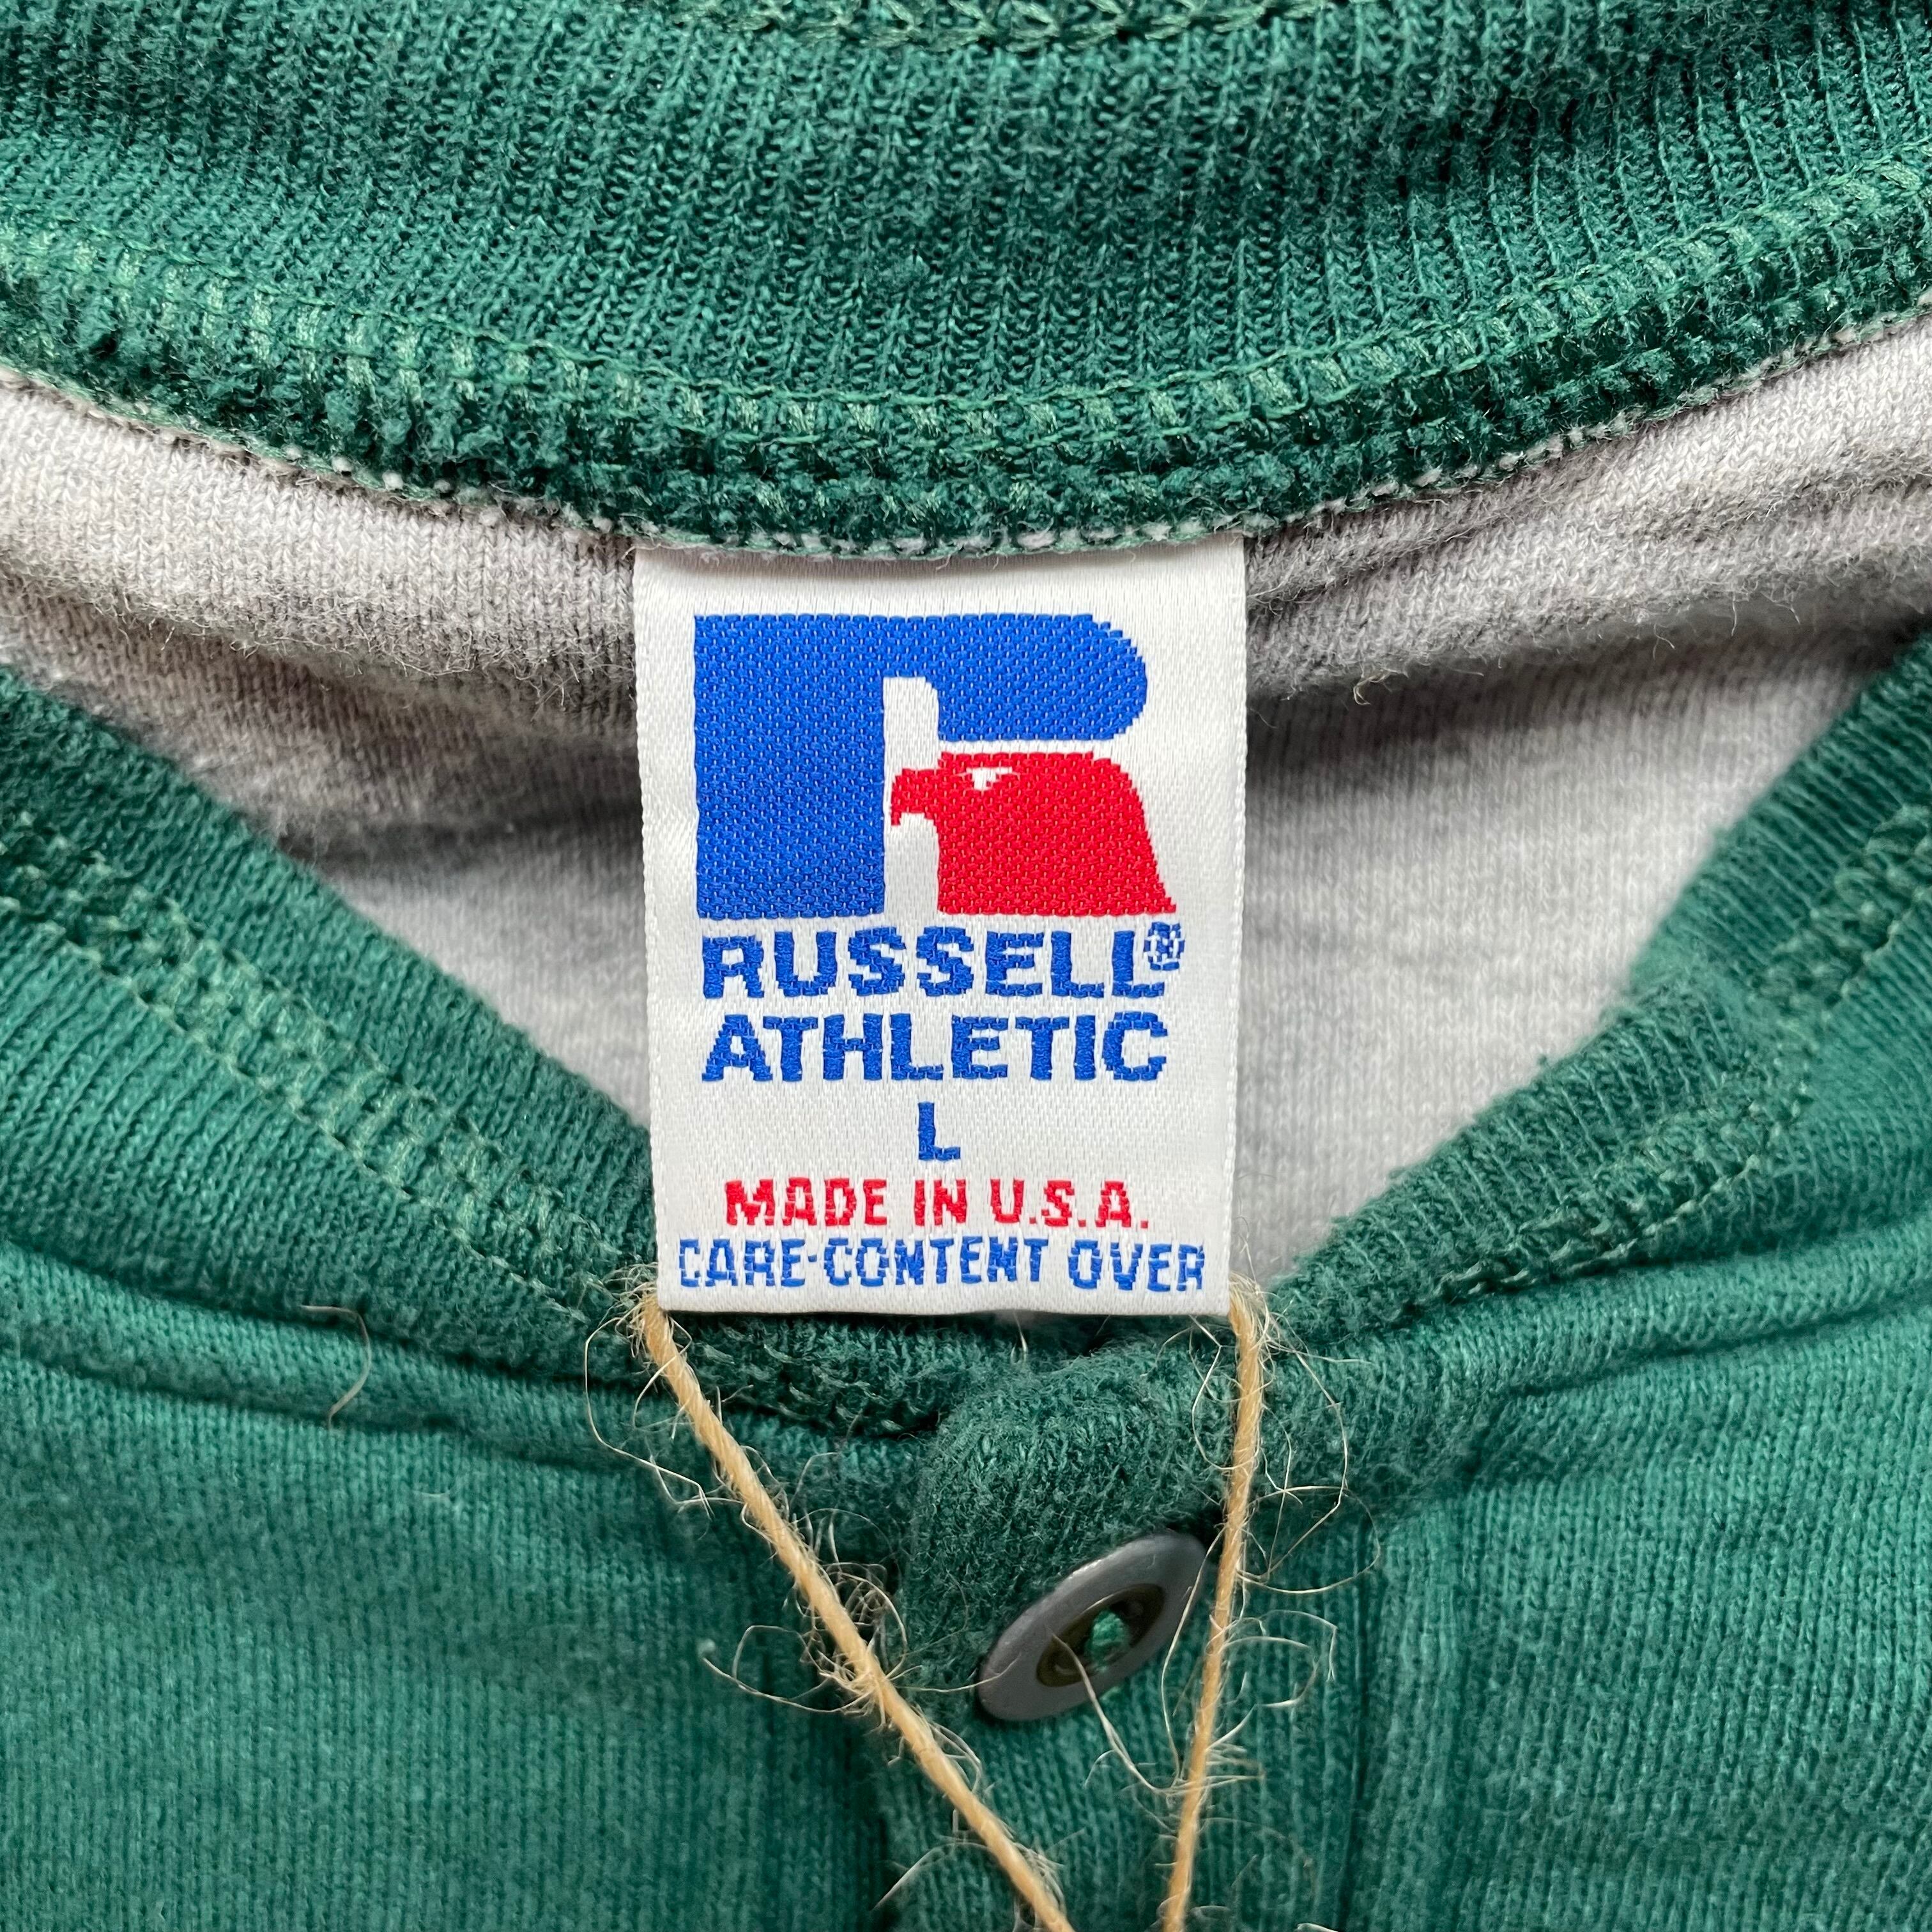 RUSSELL®
ATHLETIC
L
MADE IN U.S.A.
CARE·CONTENT OVER